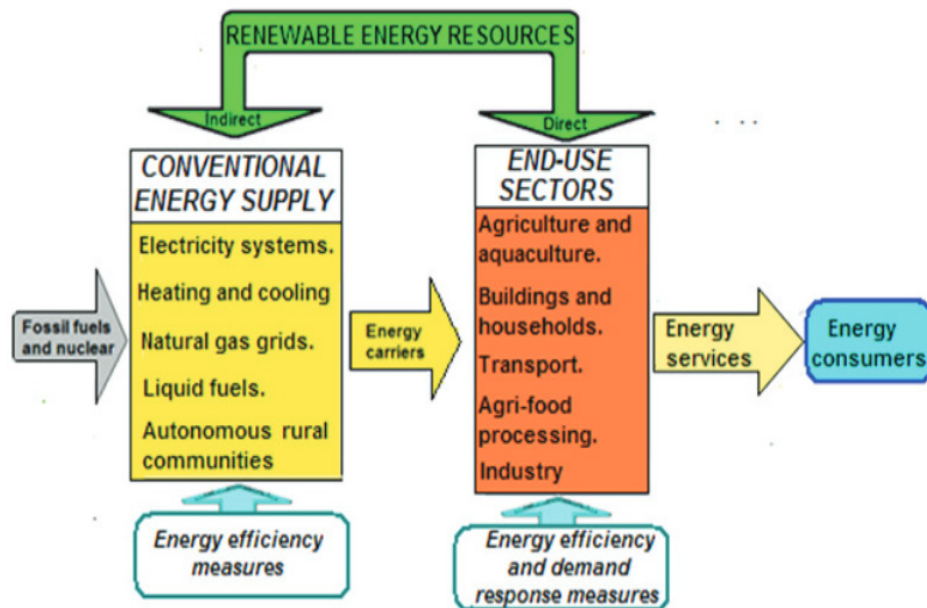 RENEWABLE ENERGY RESOURCES
Indirect
Direct
CONVENTIONAL
ENERGY SUPPLY
Electricity systems.
Heating and cooling
Natural gas grids.
Liquid fuels.
Autonomous rural
communities
END-USE
SECTORS
Agriculture and
aquaculture.
Buildings and
households.
Transport.
Agri-food
processing.
Industry
Fossil fuels
and nuclear
Energy
carriers
Energy
services
Energy
consumers
Energy efficiency
measures
Energy efficiency
and demand
response measures